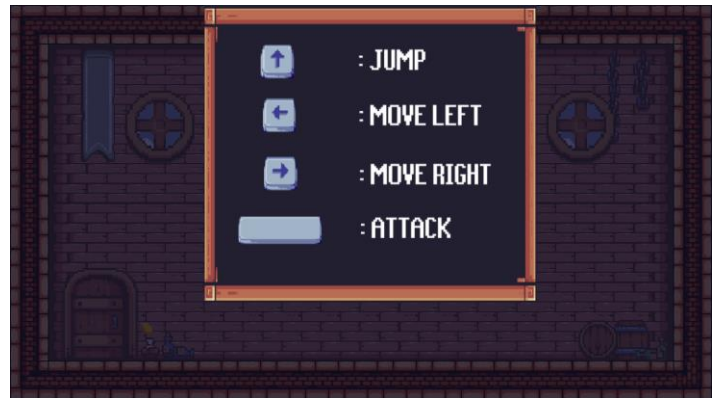 ↑ : JUMP
← : MOVE LEFT
→ : MOVE RIGHT
: ATTACK